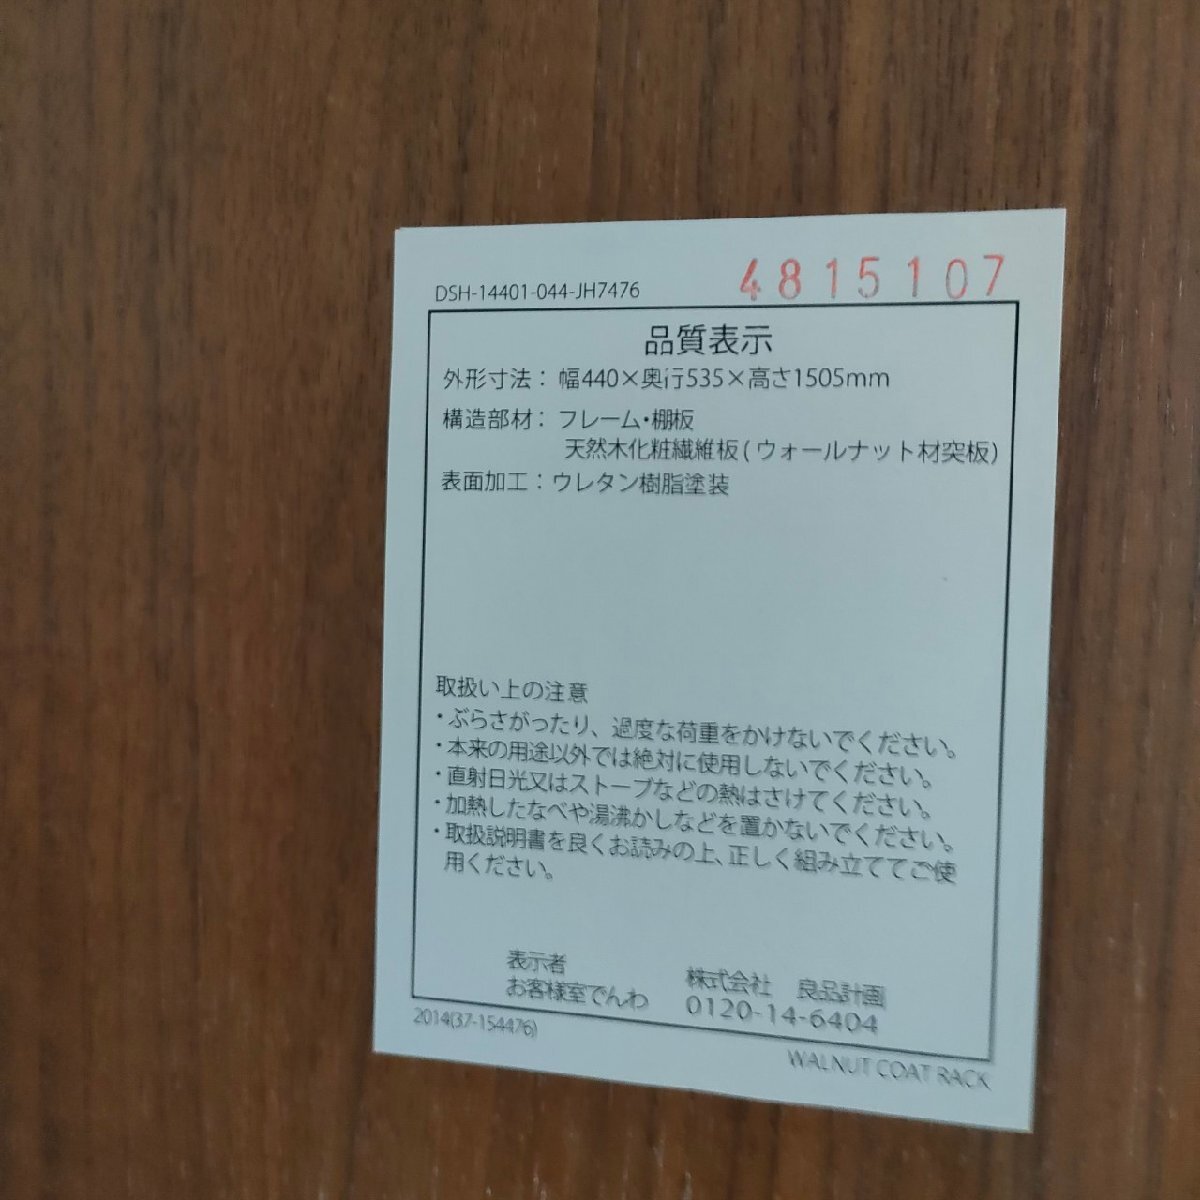 DSH-14401-044-JH7476
4815107
品質表示
外形寸法： 幅440×奥行535×高さ1505mm
構造部材： フレーム・棚板
天然木化粧繊維板(ウォールナット材突板)
表面加工：ウレタン樹脂塗装
取扱い上の注意
・ぶらさがったり、過度な荷重をかけないでください。
・本来の用途以外では絶対に使用しないでください。
・直射日光又はストーブなどの熱はさけてください。
・加熱したなべや湯沸かしなどを置かないでください。
・取扱説明書を良くお読みの上、正しく組み立ててご使
用ください。
表示者 株式会社 良品計画
お客様室でんわ 0120-14-6404
2014(37-154476)
WALNUT COAT RACK